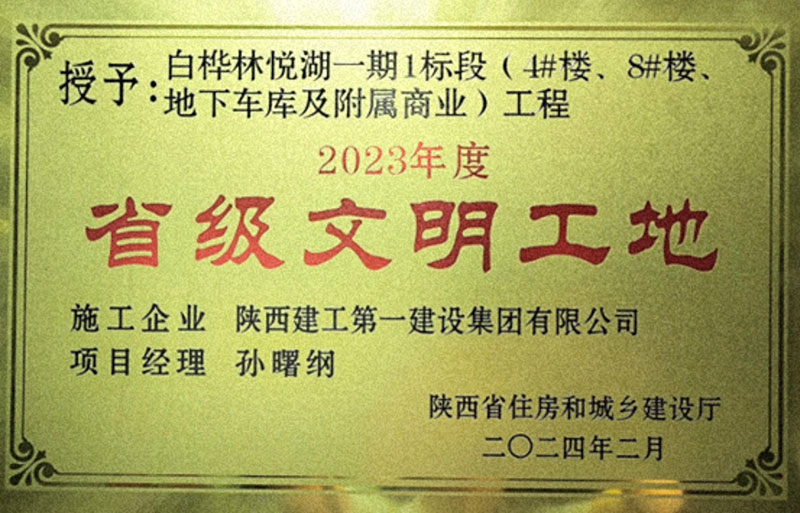 授予：白桦林悦湖一期1标段（4#楼、8#楼、
地下车库及附属商业）工程
2023年度
省级文明工地
施工企业 陕西建工第一建设集团有限公司
项目经理 孙曙纲
陕西省住房和城乡建设厅
二〇二四年二月